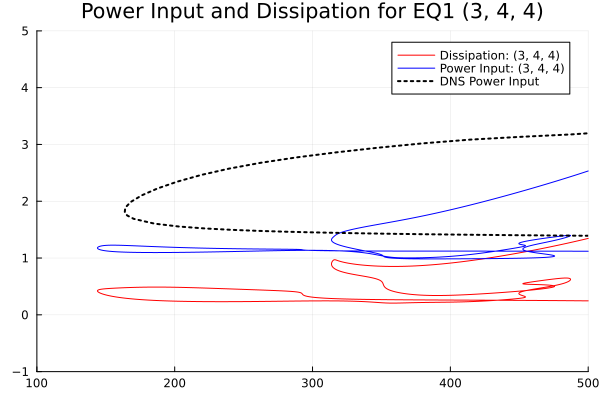 Power Input and Dissipation for EQ1 (3, 4, 4)
5
Dissipation: (3, 4, 4)
Power Input: (3, 4, 4)
DNS Power Input
4
3
2
1
0
−1
100 200 300 400 500